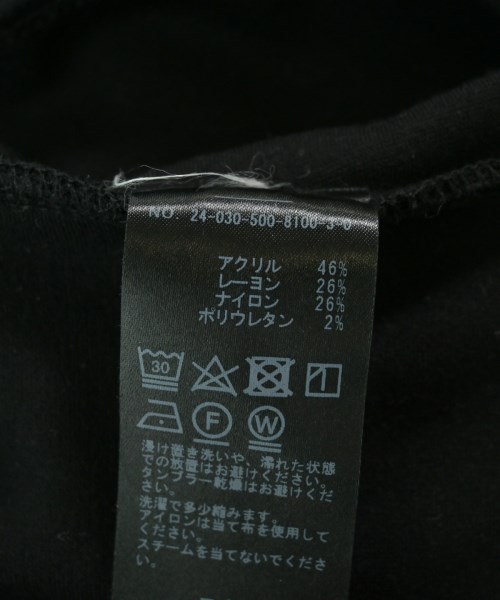 NO. 24-030-500-8100-3-0
アクリル 46%
レーヨン 26%
ナイロン 26%
ポリウレタン 2%
30
F W
浸け置き洗いや、濡れた状態
での放置はお避けください。
タンブラー乾燥はお避けくだ
さい。
洗濯で多少縮みます。
アイロンは当て布を使用して
ください。
スチームを当てないでくださ
い。